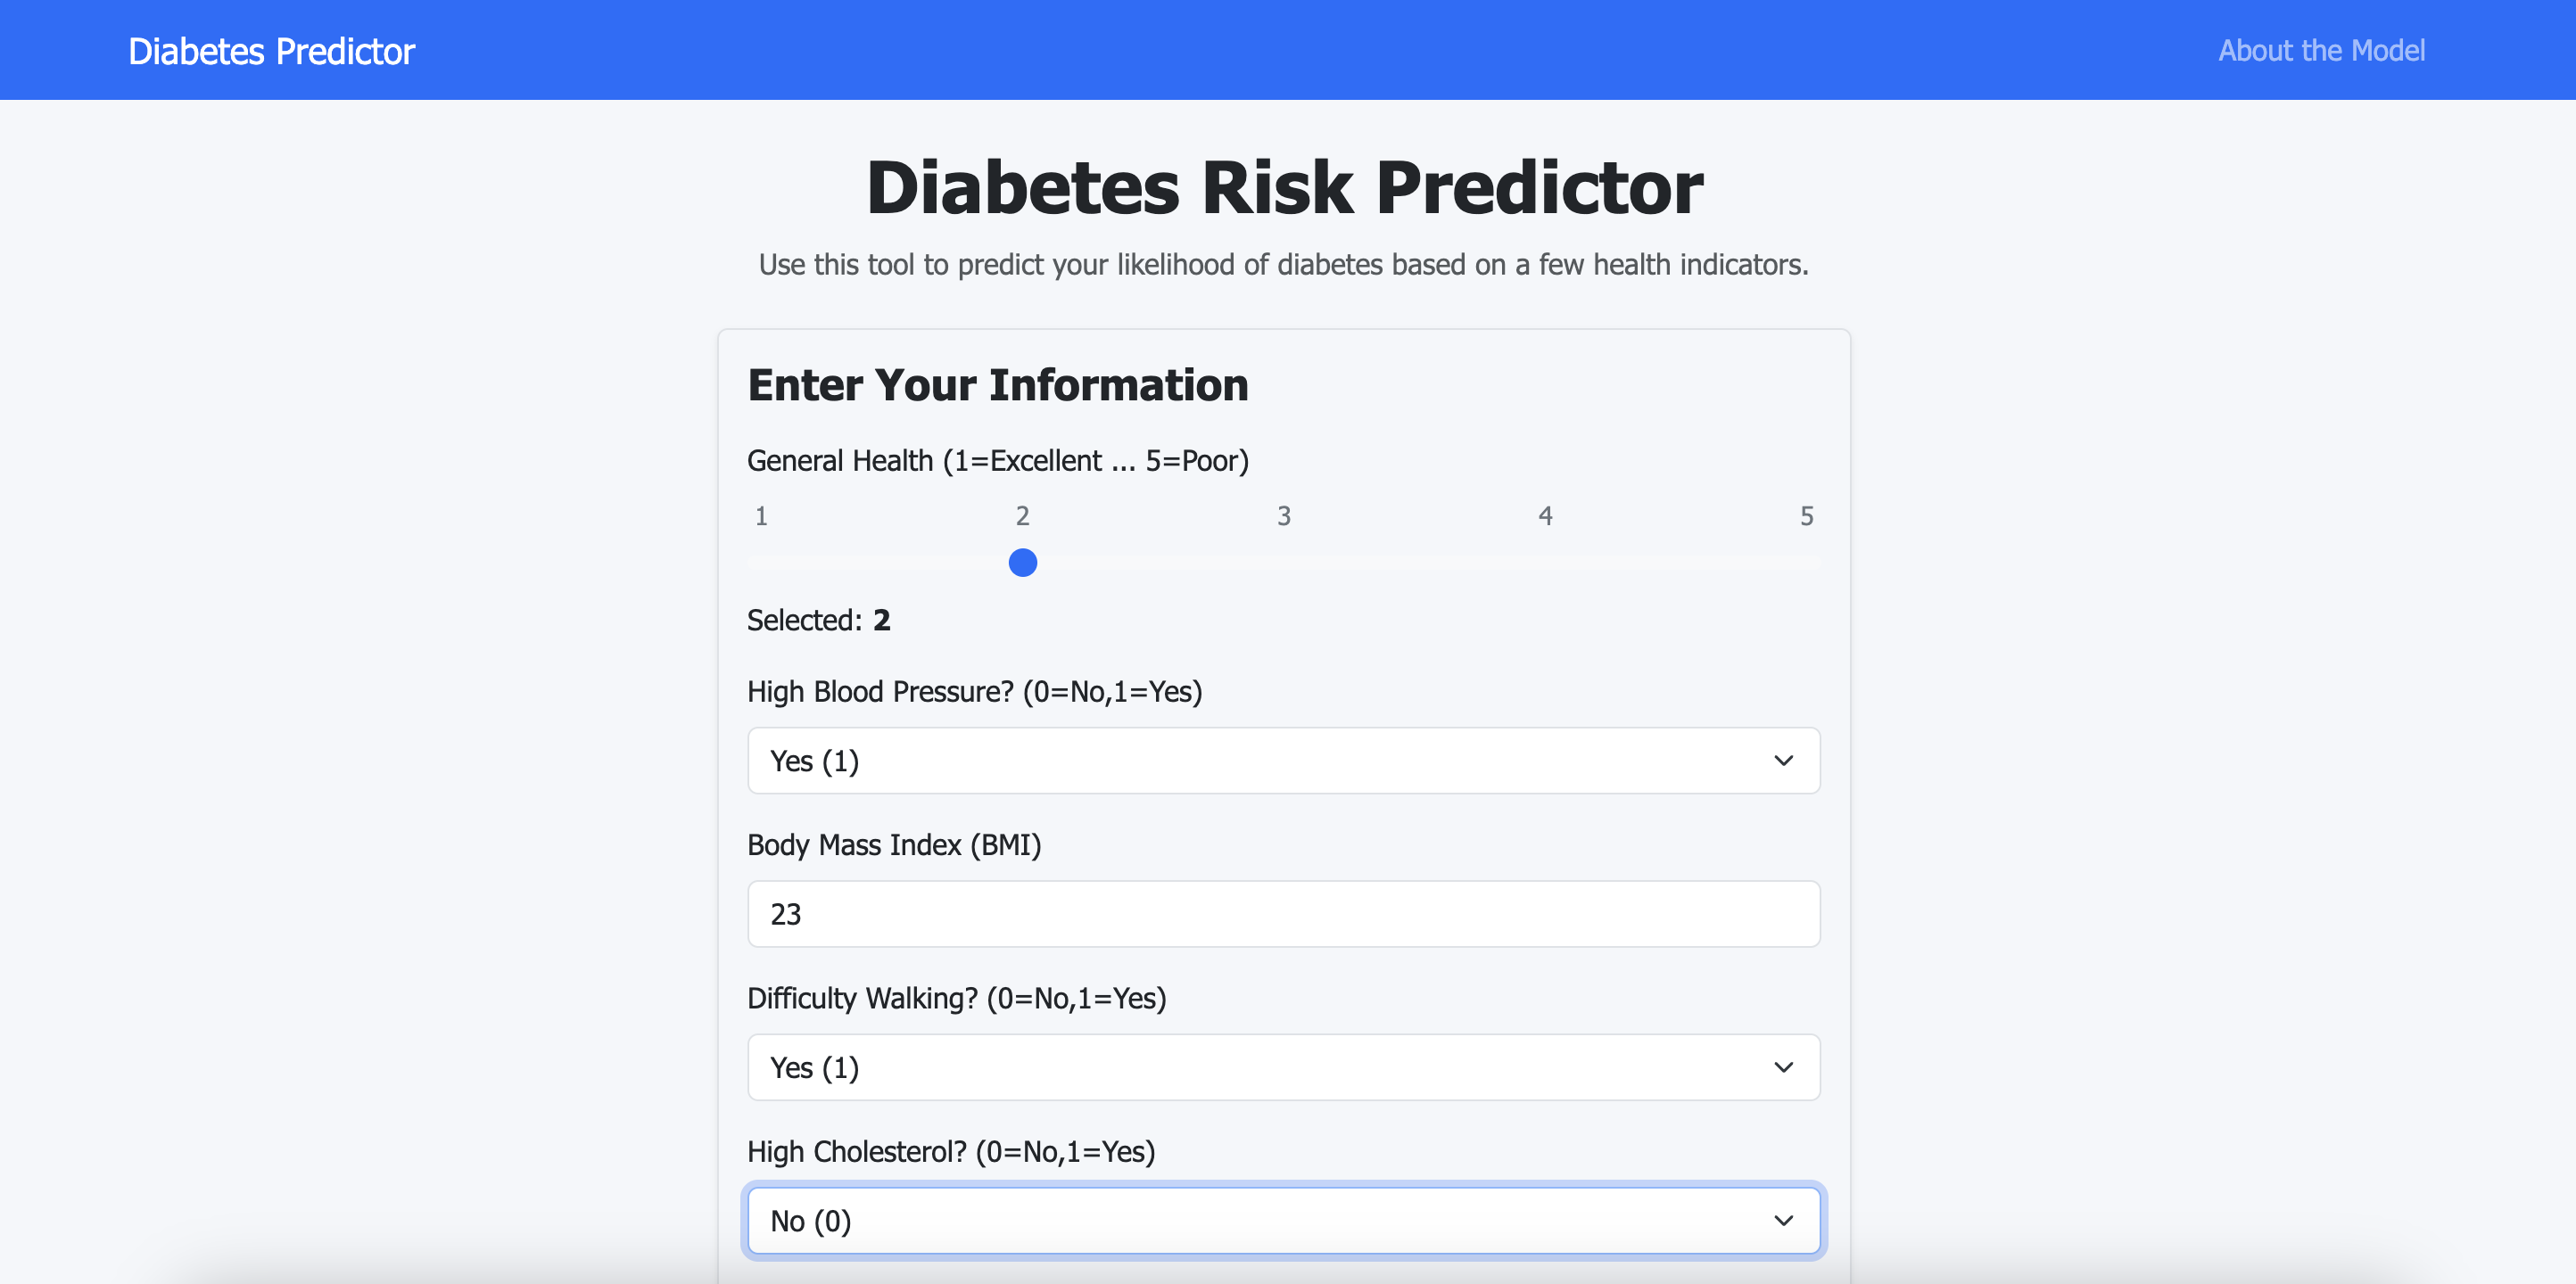 Diabetes Predictor
About the Model
Diabetes Risk Predictor
Use this tool to predict your likelihood of diabetes based on a few health indicators.
Enter Your Information
General Health (1=Excellent ... 5=Poor)
1 2 3 4 5
Selected: 2
High Blood Pressure? (0=No,1=Yes)
Yes (1)
Body Mass Index (BMI)
23
Difficulty Walking? (0=No,1=Yes)
Yes (1)
High Cholesterol? (0=No,1=Yes)
No (0)